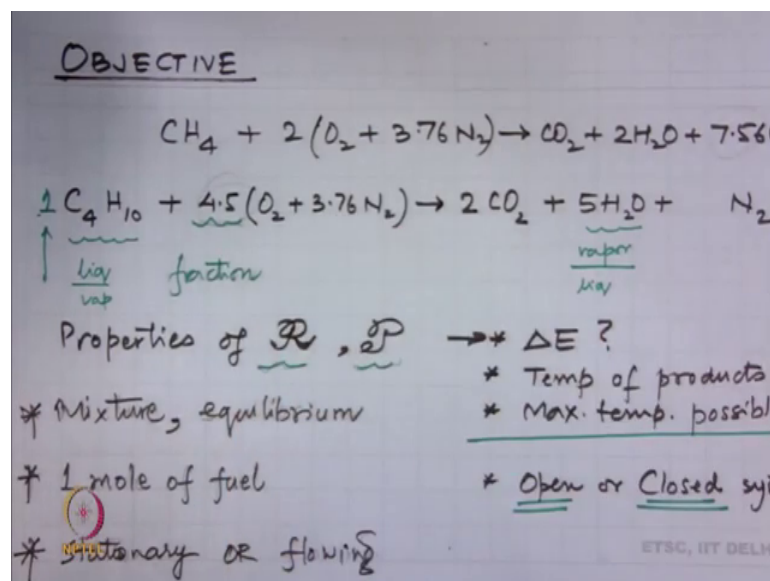 OBJECTIVE
CH₄ + 2(O₂ + 3.76 N₂) → CO₂ + 2H₂O + 7.56
1 C₄H₁₀ + 4.5(O₂ + 3.76 N₂) → 2 CO₂ + 5H₂O + N₂
liq
vap
fraction
vapor
liq
Properties of R, P → * ΔE ?
* Temp of products
* Max. temp. possibl
* Mixture, equilibrium
* 1 mole of fuel
* Open or Closed sys
* Stationary OR flowing
NPTEL
ETSC, IIT DELH